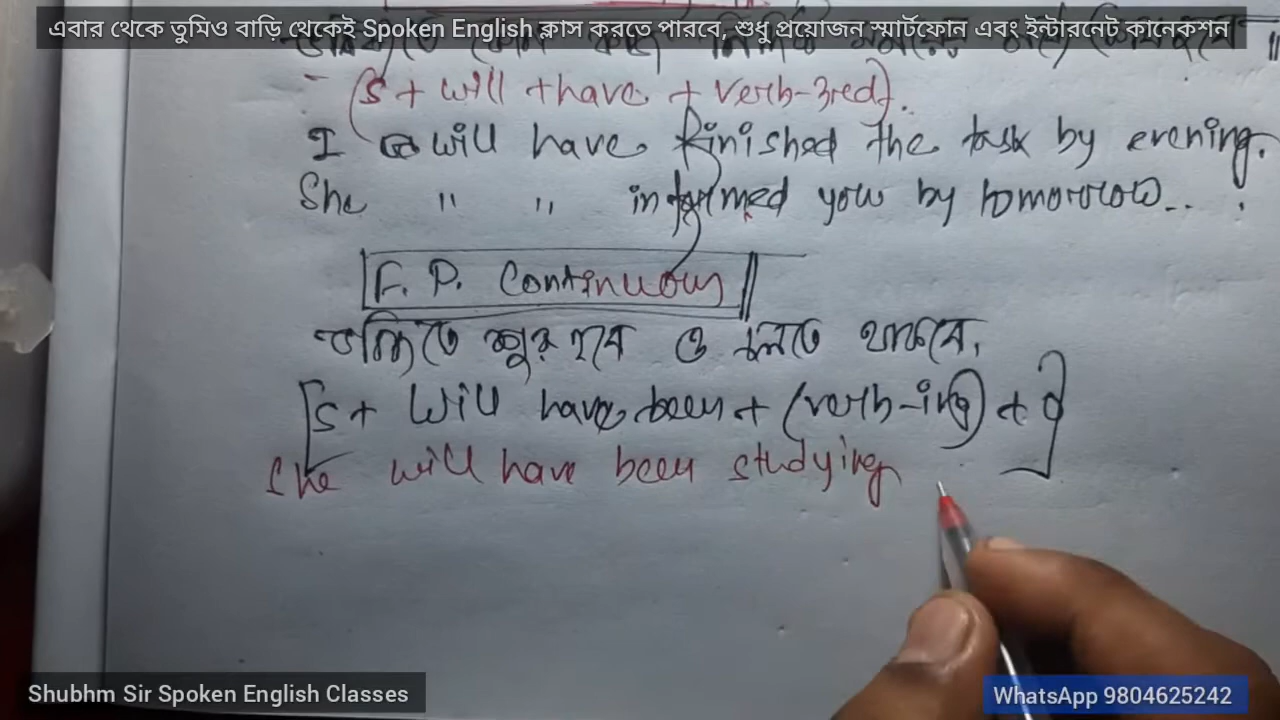 এবার থেকে তুমিও বাড়ি থেকেই Spoken English ক্লাস করতে পারবে, শুধু প্রয়োজন স্মার্টফোন এবং ইন্টারনেট কানেকশন
(S + will + have + verb-3rd).
I will have finished the task by evening.
She " " informed you by tomorrow..
F. P. Continuous
ভবিষ্যতে শুরু হবে ও চলতে থাকবে.
[S + Will have been + (verb-ing) + o]
She will have been studying
Shubhm Sir Spoken English Classes
WhatsApp 9804625242